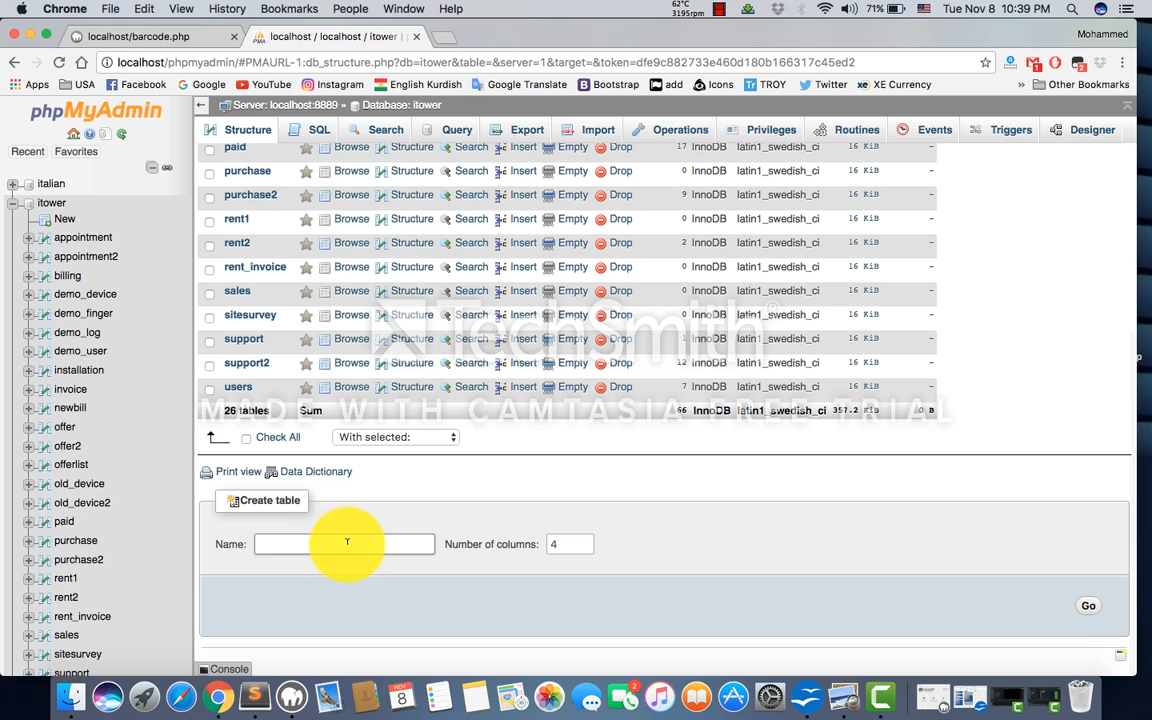 Chrome File Edit View History Bookmarks People Window Help 62°C 3195rpm 71% Tue Nov 8 10:39 PM
localhost/barcode.php localhost / localhost / itower | Mohammed
localhost/phpmyadmin/#PMAURL-1:db_structure.php?db=itower&table=&server=1&target=&token=dfe9c882733e460d180b166317c45ed2
Apps USA Facebook Google YouTube English Kurdish Google Translate Bootstrap add Icons TROY Twitter XE Currency » Other Bookmarks
phpMyAdmin
Recent Favorites
italian
itower
New
appointment
appointment2
billing
demo_device
demo_finger
demo_log
demo_user
installation
invoice
newbill
offer
offer2
offerlist
old_device
old_device2
paid
purchase
purchase2
rent1
rent2
rent_invoice
sales
sitesurvey
support
Server: localhost:8889 » Database: itower
Structure SQL Search Query Export Import Operations Privileges Routines Events Triggers Designer
paid Browse Structure Search Insert Empty Drop 17 InnoDB latin1_swedish_ci 16 KiB –
purchase Browse Structure Search Insert Empty Drop 0 InnoDB latin1_swedish_ci 16 KiB –
purchase2 Browse Structure Search Insert Empty Drop 9 InnoDB latin1_swedish_ci 16 KiB –
rent1 Browse Structure Search Insert Empty Drop 0 InnoDB latin1_swedish_ci 16 KiB –
rent2 Browse Structure Search Insert Empty Drop 2 InnoDB latin1_swedish_ci 16 KiB –
rent_invoice Browse Structure Search Insert Empty Drop 0 InnoDB latin1_swedish_ci 16 KiB –
sales Browse Structure Search Insert Empty Drop 0 InnoDB latin1_swedish_ci 16 KiB –
sitesurvey Browse Structure Search Insert Empty Drop 0 InnoDB latin1_swedish_ci 16 KiB –
support Browse Structure Search Insert Empty Drop 1 InnoDB latin1_swedish_ci 16 KiB –
support2 Browse Structure Search Insert Empty Drop 12 InnoDB latin1_swedish_ci 16 KiB –
users Browse Structure Search Insert Empty Drop 7 InnoDB latin1_swedish_ci 16 KiB –
26 tables Sum 66 InnoDB latin1_swedish_ci 357.2 KiB 0 B
TechSmith®
MADE WITH CAMTASIA FREE TRIAL
Check All With selected:
Print view Data Dictionary
Create table
Name: Number of columns: 4
Go
Console